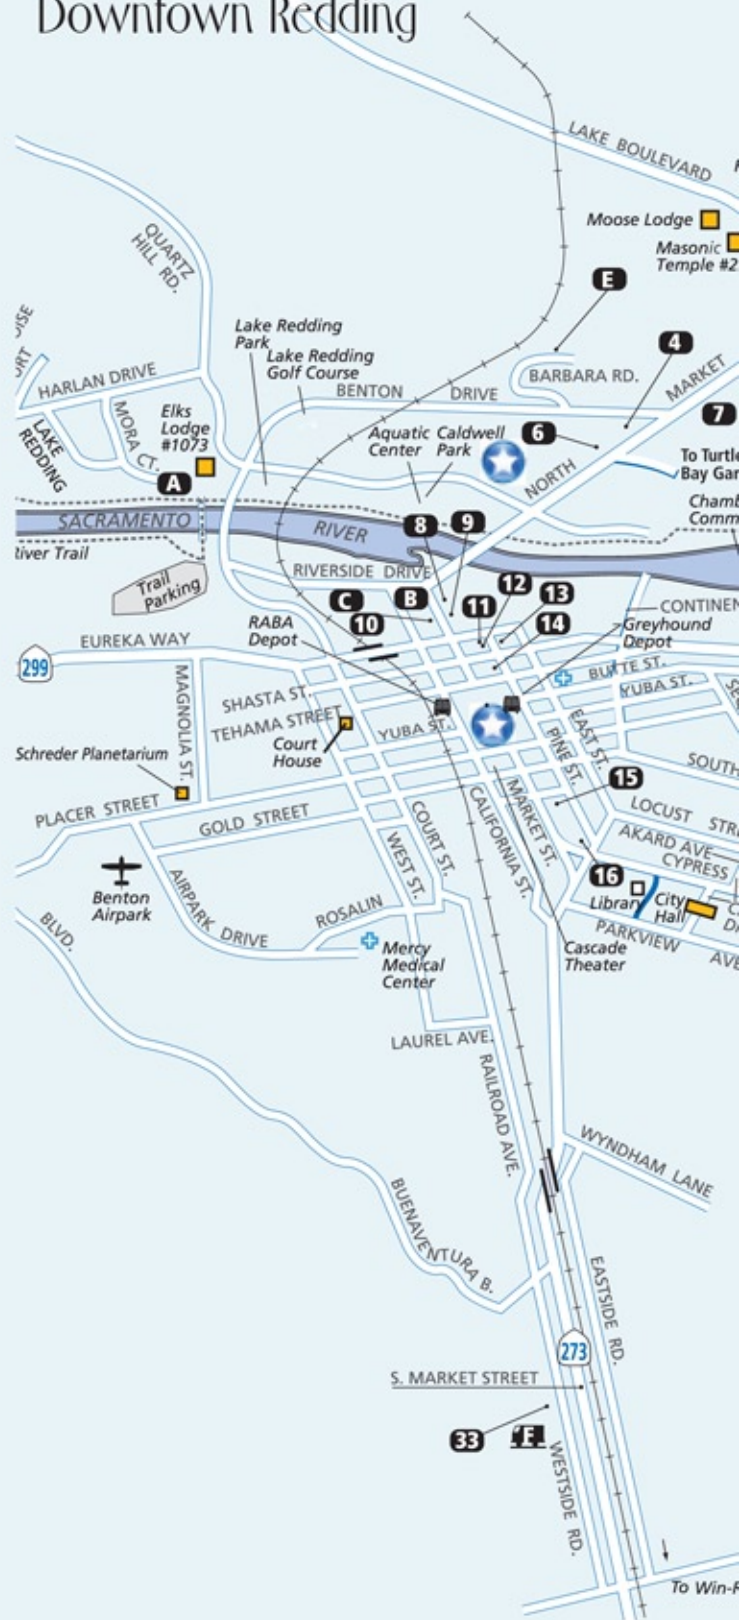 Downtown Redding
LAKE BOULEVARD
Moose Lodge
Masonic
Temple #2
QUARTZ
HILL RD.
E
Lake Redding
Park
Lake Redding
Golf Course
4
BARBARA RD.
MARKET
HARLAN DRIVE
BENTON DRIVE
7
MORA CT.
Elks
Lodge
#1073
Aquatic
Center
Caldwell
Park
6
LAKE
REDDING
A
NORTH
To Turtle
Bay Gar
SACRAMENTO
RIVER
8
9
Chamb
Comm
River Trail
Trail
Parking
RIVERSIDE DRIVE
C
B
10
11
12
13
14
CONTINEN
RABA
Depot
Greyhound
Depot
299
EUREKA WAY
BUTTE ST.
YUBA ST.
MAGNOLIA ST.
SHASTA ST.
TEHAMA STREET
Court
House
YUBA ST.
EAST ST.
PINE ST.
Schreder Planetarium
SOUTH
15
PLACER STREET
GOLD STREET
COURT ST.
WEST ST.
CALIFORNIA ST.
MARKET ST.
LOCUST STR
AKARD AVE
CYPRESS
16
Benton
Airpark
AIRPARK DRIVE
ROSALIN
Library
City
Hall
PARKVIEW AVE
BLVD.
Mercy
Medical
Center
Cascade
Theater
LAUREL AVE.
RAILROAD AVE.
WYNDHAM LANE
BUENAVENTURA B.
EASTSIDE RD.
273
S. MARKET STREET
33
E
WESTSIDE RD.
To Win-R